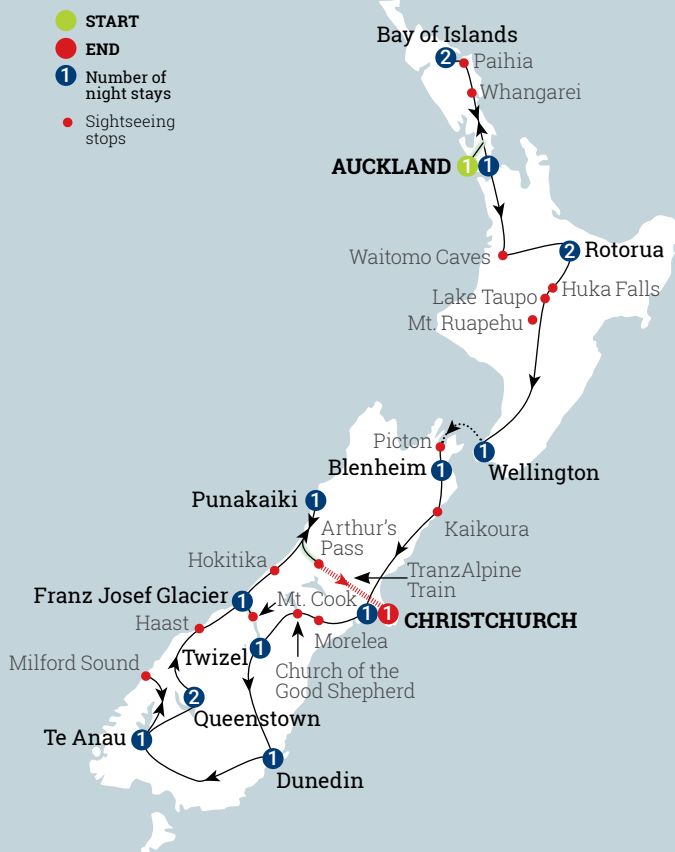 START
END
1 Number of
night stays
Sightseeing
stops
Bay of Islands
2
Paihia
Whangarei
AUCKLAND 1 1
Waitomo Caves
2 Rotorua
Huka Falls
Lake Taupo
Mt. Ruapehu
Picton
1
Wellington
Blenheim 1
Punakaiki 1
Kaikoura
Arthur's
Pass
Hokitika
TranzAlpine
Train
Franz Josef Glacier 1
Mt. Cook
1 1 CHRISTCHURCH
Haast
Morelea
Twizel 1
Church of the
Good Shepherd
Milford Sound
2
Queenstown
Te Anau 1
1
Dunedin